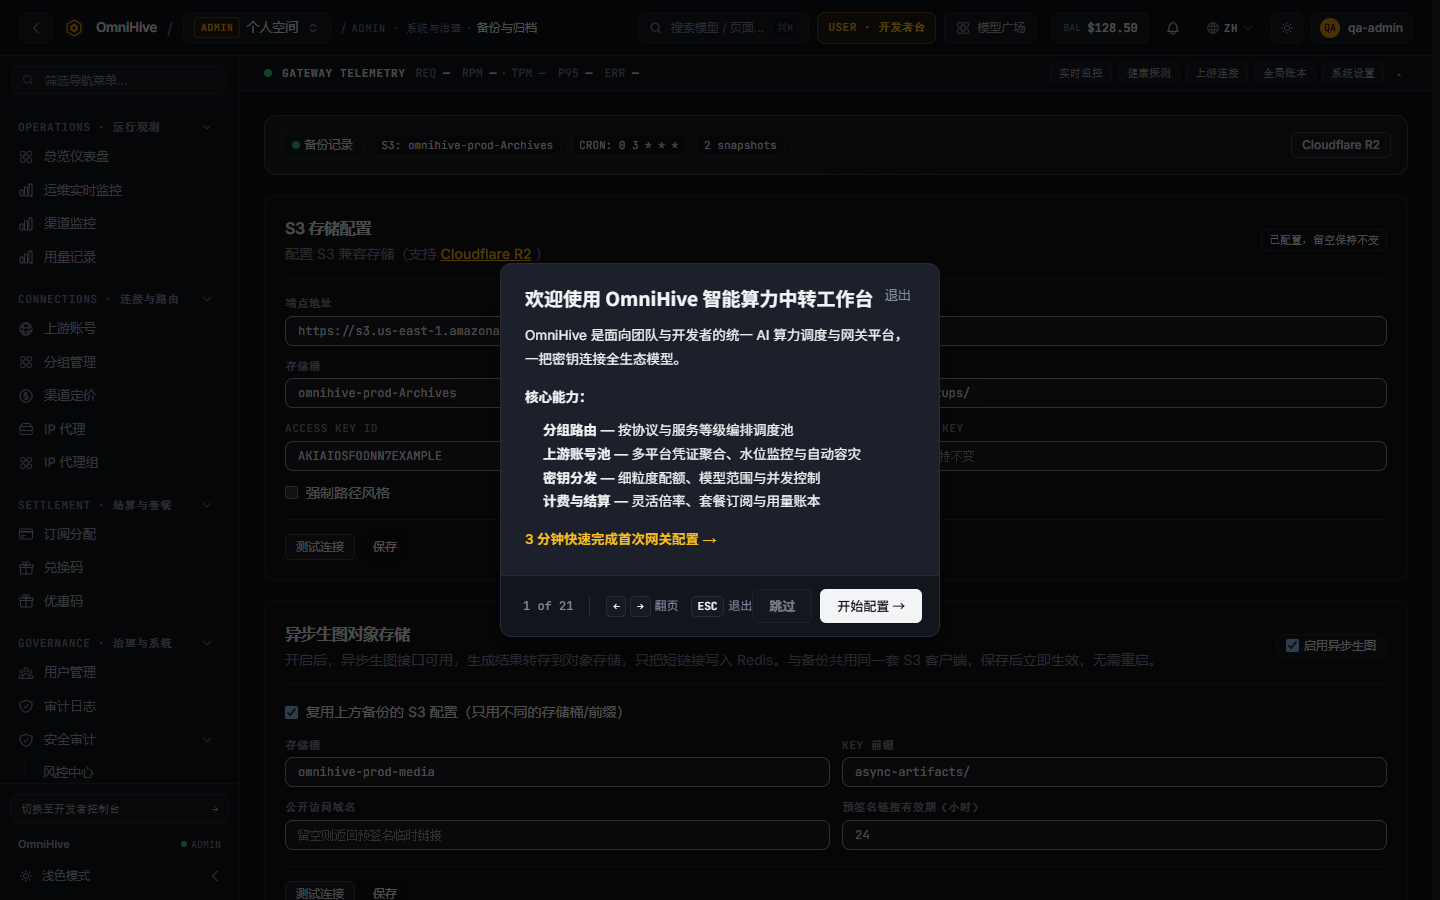 OmniHive / ADMIN 个人空间 / ADMIN · 系统与治理 · 备份与归档 搜索模型 / 页面... ⌘K USER · 开发者台 模型广场 BAL $128.50 ZH QA qa-admin
筛选导航菜单...
GATEWAY TELEMETRY REQ — RPM — · TPM — P95 — ERR — 实时监控 健康探测 上游连接 全局账本 系统设置
OPERATIONS · 运行观测
总览仪表盘
运维实时监控
渠道监控
用量记录
CONNECTIONS · 连接与路由
上游账号
分组管理
渠道定价
IP 代理
IP 代理组
SETTLEMENT · 结算与套餐
订阅分配
兑换码
优惠码
GOVERNANCE · 治理与系统
用户管理
审计日志
安全审计
风控中心
切换至开发者控制台 →
OmniHive ADMIN
浅色模式
备份记录 S3: omnihive-prod-Archives CRON: 0 3 * * * 2 snapshots Cloudflare R2
S3 存储配置
配置 S3 兼容存储（支持 Cloudflare R2 ）
已配置，留空保持不变
端点地址
https://s3.us-east-1.amazona
存储桶
omnihive-prod-Archives ups/
ACCESS KEY ID KEY
AKIAIOSFODNN7EXAMPLE 持不变
强制路径风格
测试连接 保存
欢迎使用 OmniHive 智能算力中转工作台 退出
OmniHive 是面向团队与开发者的统一 AI 算力调度与网关平台，
一把密钥连接全生态模型。
核心能力：
分组路由 — 按协议与服务等级编排调度池
上游账号池 — 多平台凭证聚合、水位监控与自动容灾
密钥分发 — 细粒度配额、模型范围与并发控制
计费与结算 — 灵活倍率、套餐订阅与用量账本
3 分钟快速完成首次网关配置 →
1 of 21 ← → 翻页 ESC 退出 跳过 开始配置 →
异步生图对象存储
开启后，异步生图接口可用，生成结果转存到对象存储，只把短链接写入 Redis。与备份共用同一套 S3 客户端，保存后立即生效，无需重启。
启用异步生图
复用上方备份的 S3 配置（只用不同的存储桶/前缀）
存储桶 KEY 前缀
omnihive-prod-media async-artifacts/
公开访问域名 预签名链接有效期（小时）
留空则返回预签名临时链接 24
测试连接 保存